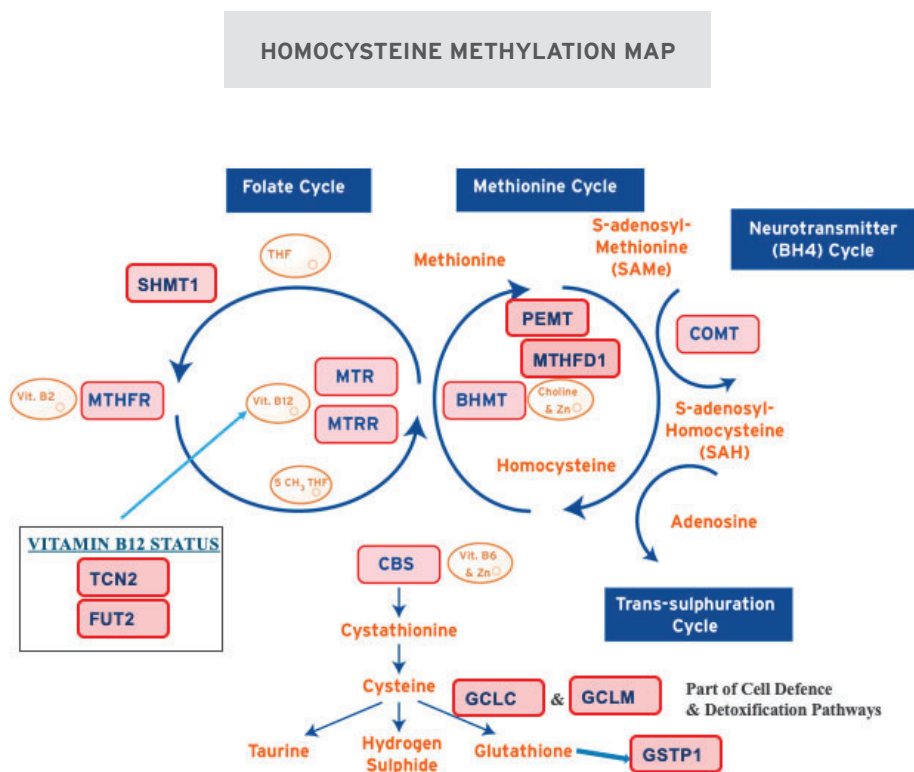 HOMOCYSTEINE METHYLATION MAP
Folate Cycle
Methionine Cycle
Neurotransmitter
(BH4) Cycle
THF
SHMT1
Methionine
S-adenosyl-
Methionine
(SAMe)
PEMT
COMT
MTHFD1
Vit. B2
MTHFR
Vit. B12
MTR
MTRR
BHMT
Choline
& Zn
S-adenosyl-
Homocysteine
(SAH)
Homocysteine
5 CH3 THF
Adenosine
VITAMIN B12 STATUS
TCN2
FUT2
CBS
Vit. B6
& Zn
Trans-sulphuration
Cycle
Cystathionine
Cysteine
GCLC
&
GCLM
Part of Cell Defence
& Detoxification Pathways
Taurine
Hydrogen
Sulphide
Glutathione
GSTP1